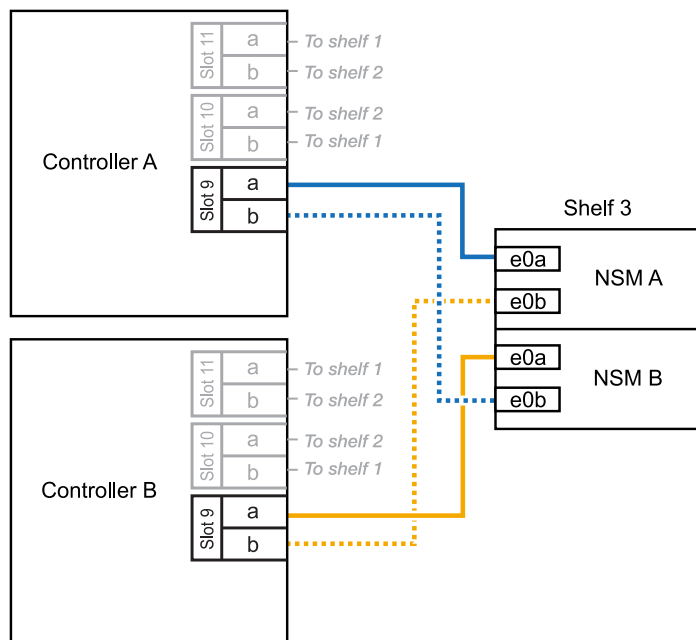 Controller A
Slot 11
a
To shelf 1
b
To shelf 2
Slot 10
a
To shelf 2
b
To shelf 1
Slot 9
a
b
Shelf 3
e0a
NSM A
e0b
e0a
NSM B
e0b
Controller B
Slot 11
a
To shelf 1
b
To shelf 2
Slot 10
a
To shelf 2
b
To shelf 1
Slot 9
a
b